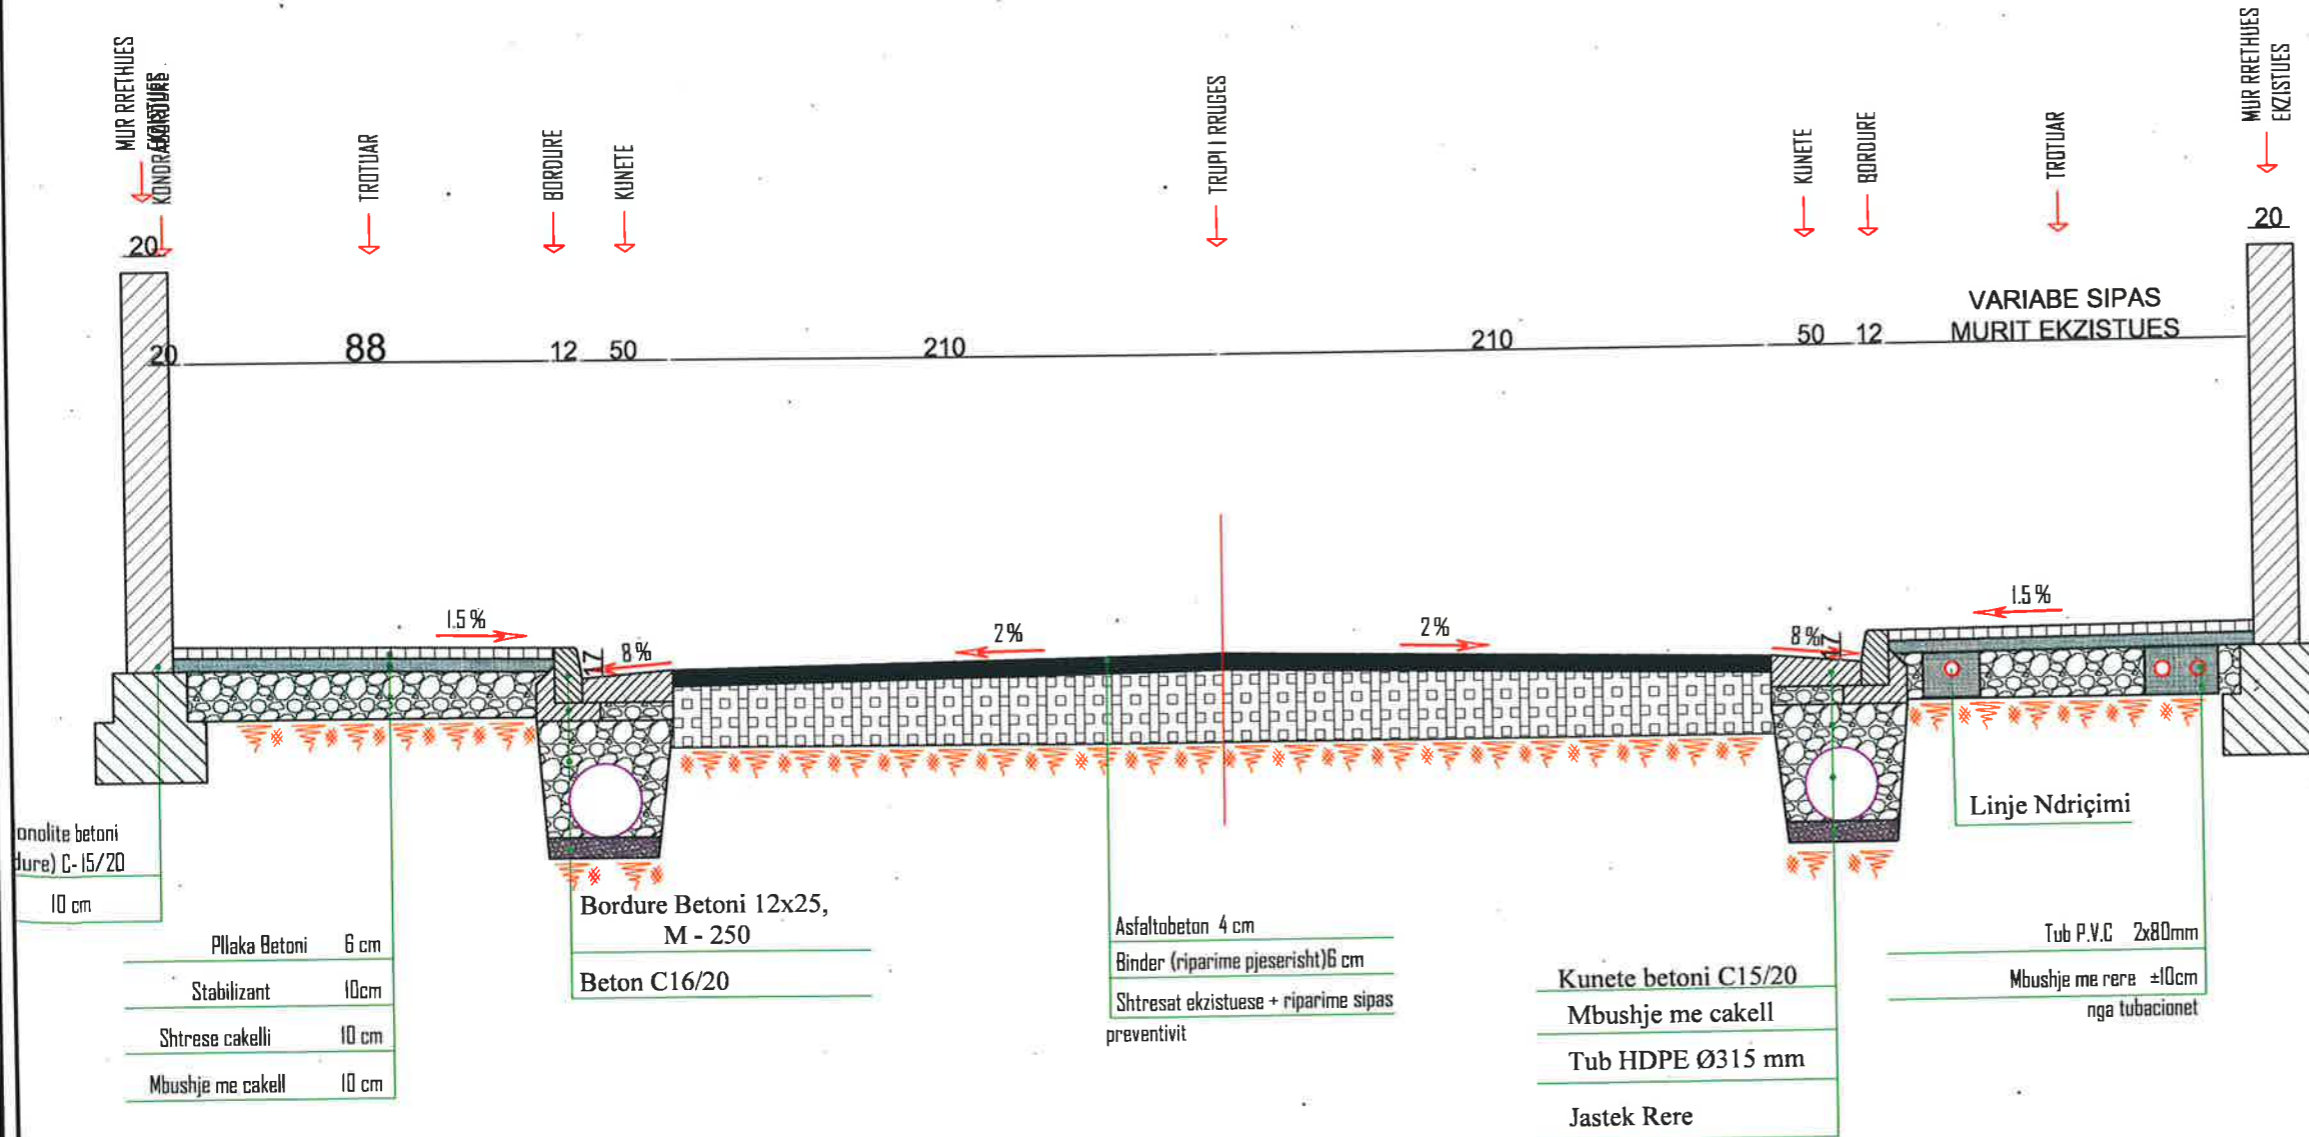 MUR RRETHUES
EKZISTUES
KONDRABORDURE
TROTUAR
BORDURE
KUNETE
TRUPI I RRUGES
KUNETE
BORDURE
TROTUAR
MUR RRETHUES
EKZISTUES
20
20
VARIABE SIPAS
MURIT EKZISTUES
20
88
12
50
210
210
50
12
1.5%
17
8%
2%
2%
8%
17
1.5%
onolite betoni
dure) C-15/20
10 cm
Pllaka Betoni 6 cm
Stabilizant 10cm
Shtrese cakelli 10 cm
Mbushje me cakell 10 cm
Bordure Betoni 12x25,
M - 250
Beton C16/20
Asfaltobeton 4 cm
Binder (riparime pjeserisht)6 cm
Shtresat ekzistuese + riparime sipas
preventivit
Kunete betoni C15/20
Mbushje me cakell
Tub HDPE Ø315 mm
Jastek Rere
Linje Ndriçimi
Tub P.V.C 2x80mm
Mbushje me rere ±10cm
nga tubacionet